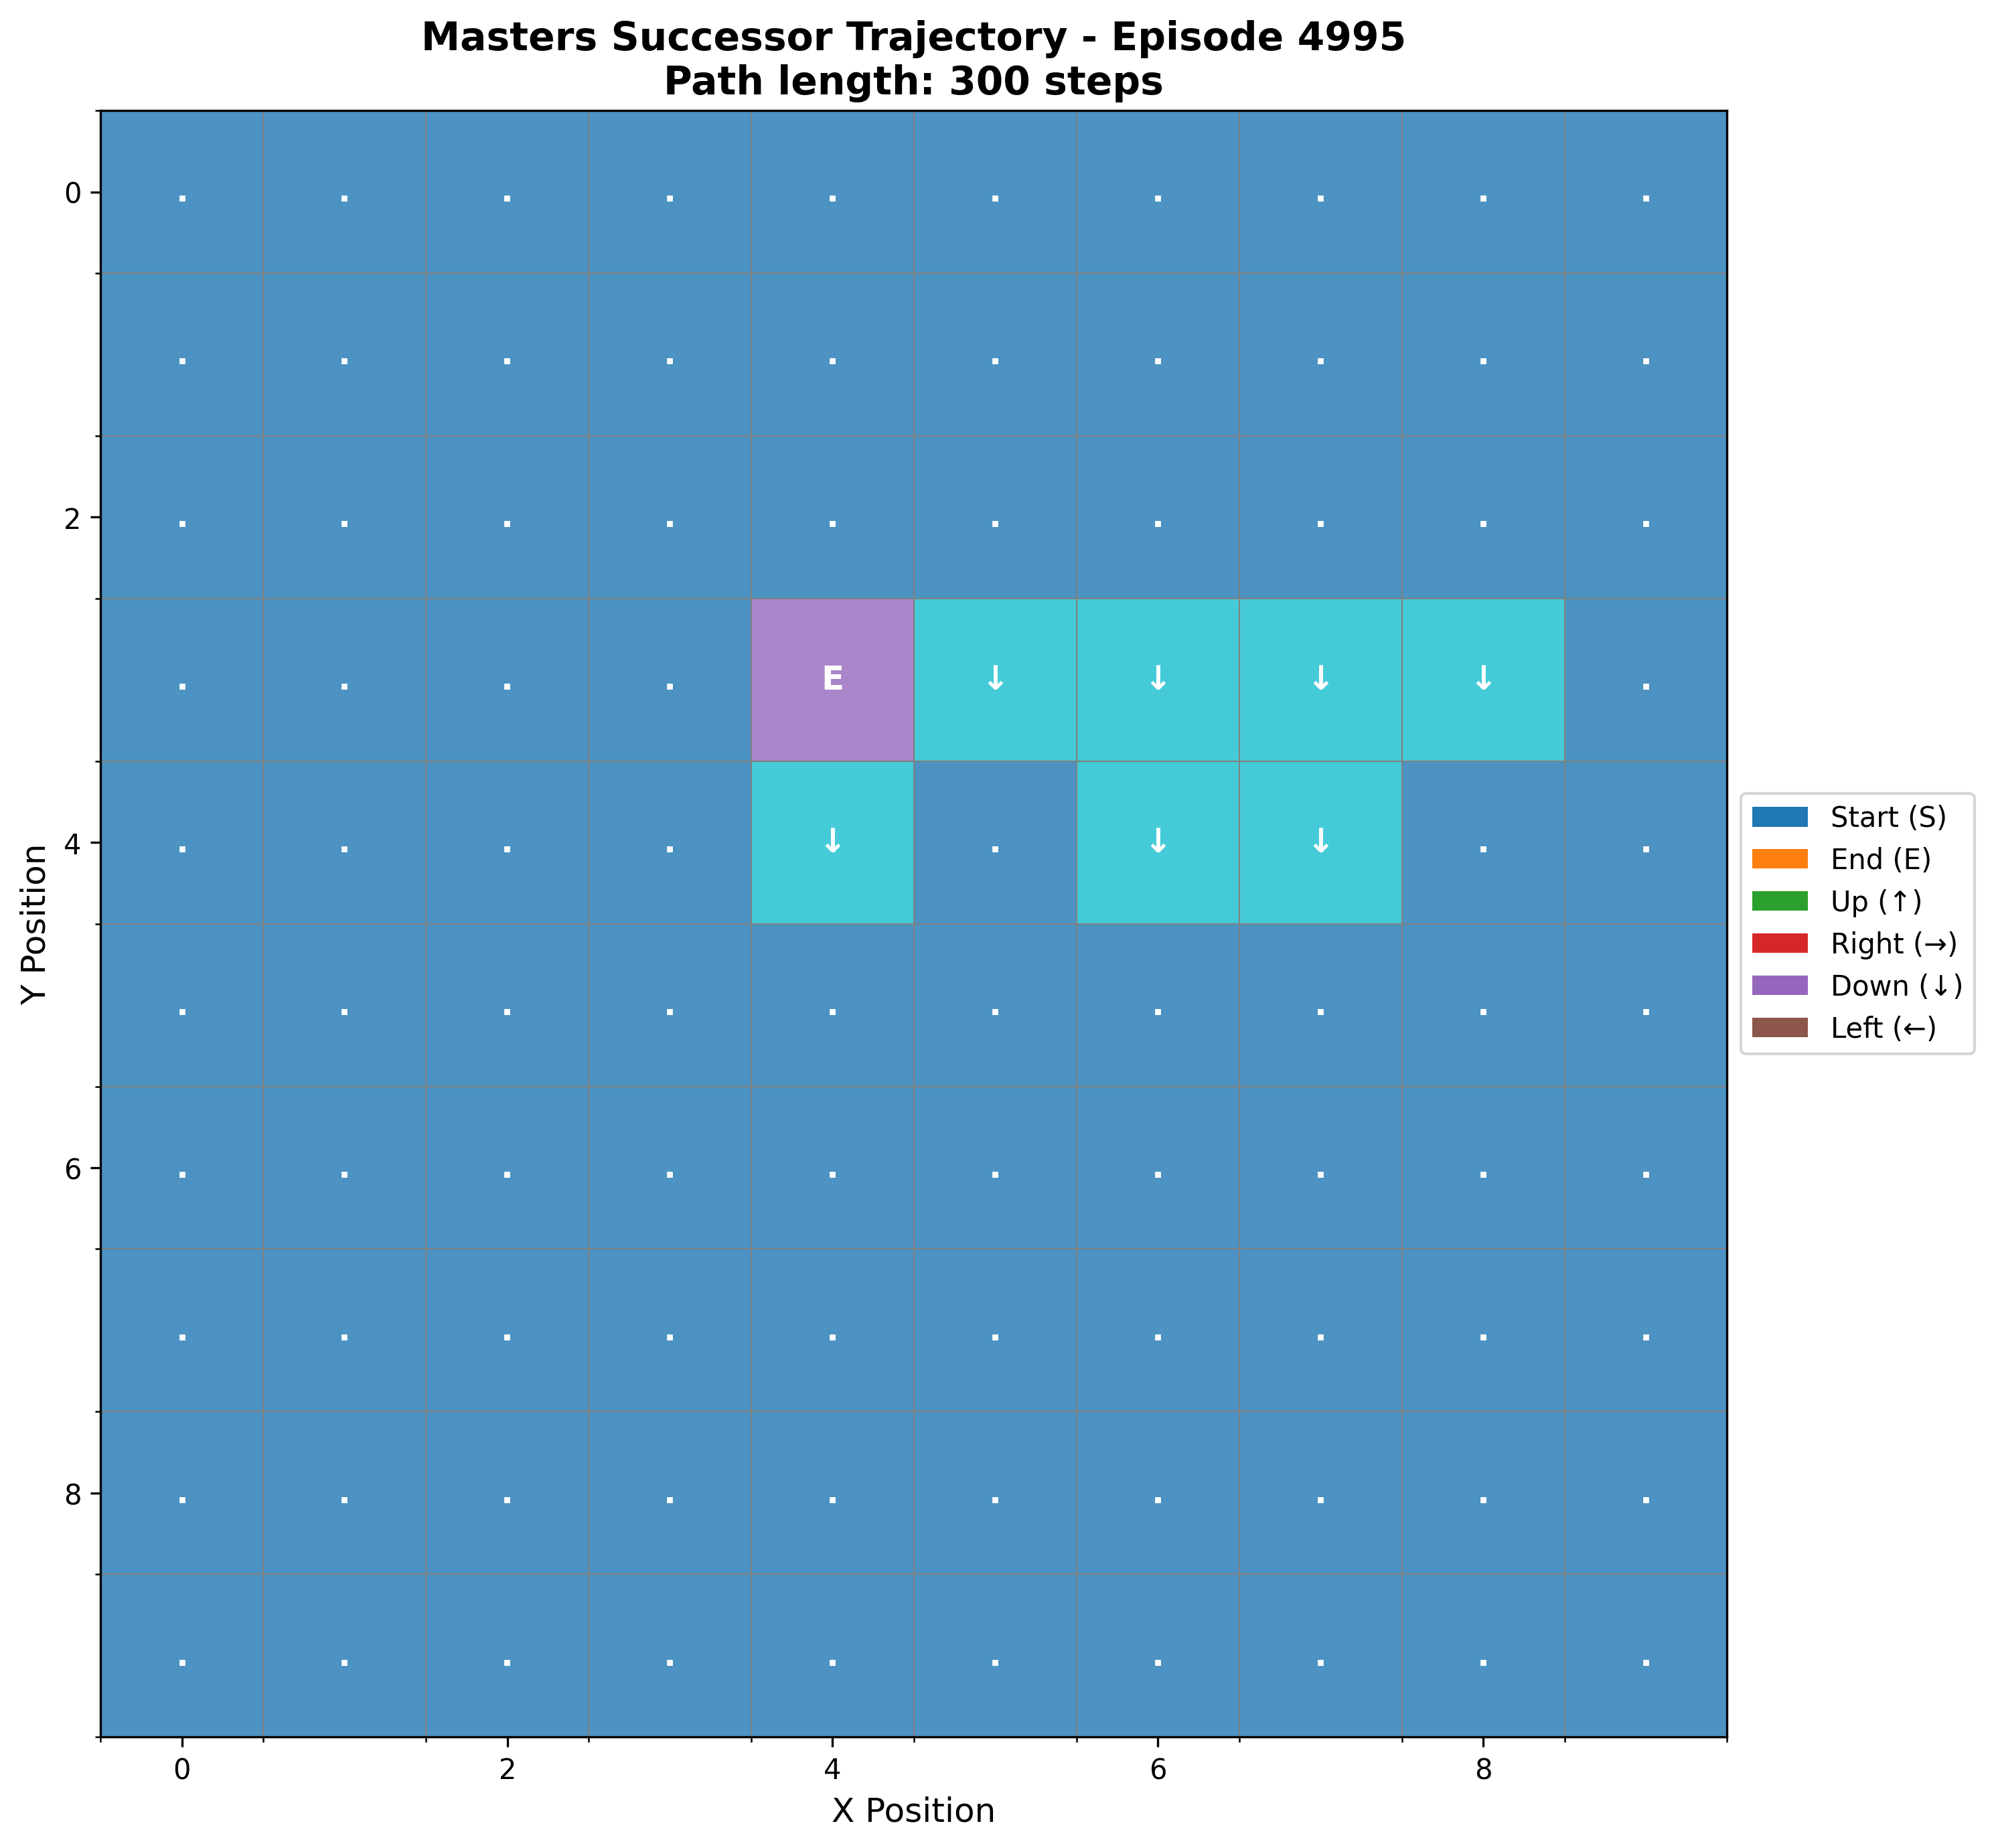 Masters Successor Trajectory - Episode 4995
Path length: 300 steps
0
. . . . . . . . . .
. . . . . . . . . .
2
. . . . . . . . . .
. . . . E ↓ ↓ ↓ ↓ .
4
. . . . ↓ . ↓ ↓ . .
. . . . . . . . . .
6
. . . . . . . . . .
. . . . . . . . . .
8
. . . . . . . . . .
. . . . . . . . . .
0 2 4 6 8
X Position
Y Position
Start (S)
End (E)
Up (↑)
Right (→)
Down (↓)
Left (←)